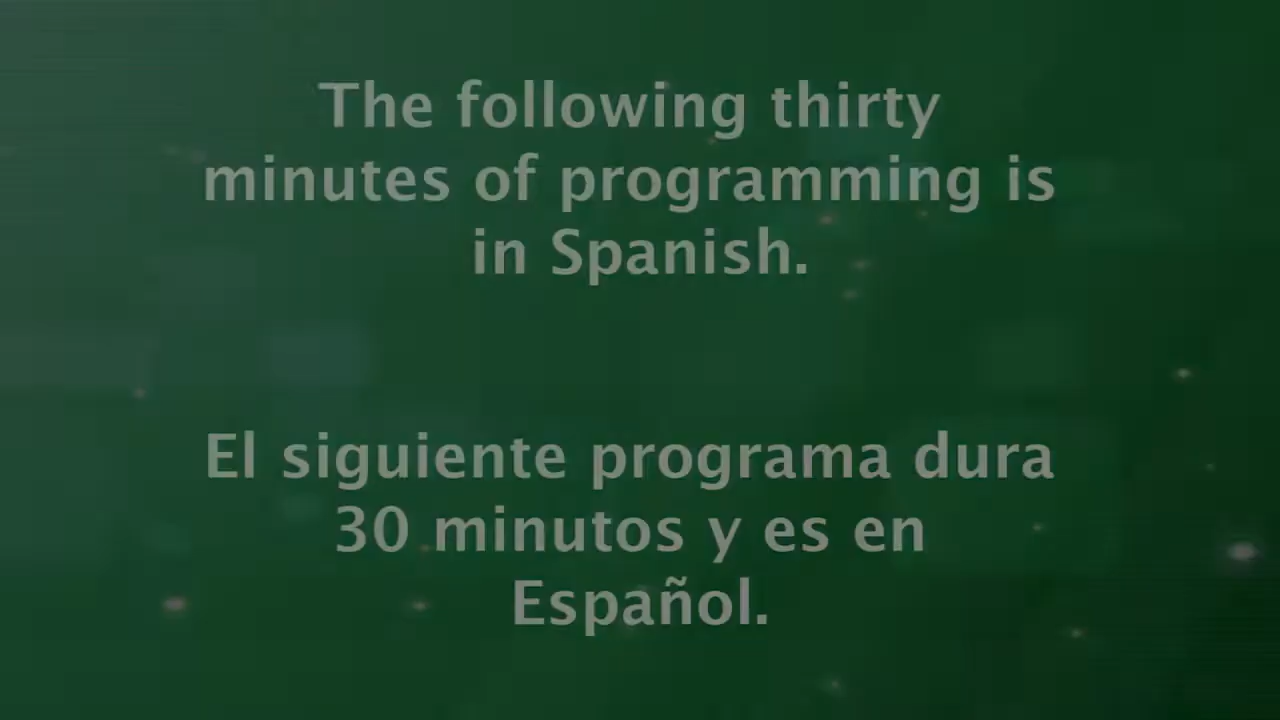 The following thirty
minutes of programming is
in Spanish.
El siguiente programa dura
30 minutos y es en
Español.